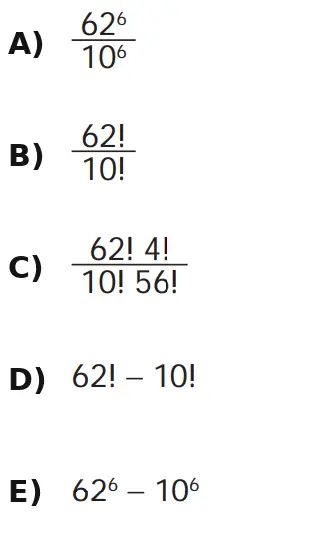 A) 62⁶
10⁶
B) 62!
10!
C) 62! 4!
10! 56!
D) 62! – 10!
E) 62⁶ – 10⁶